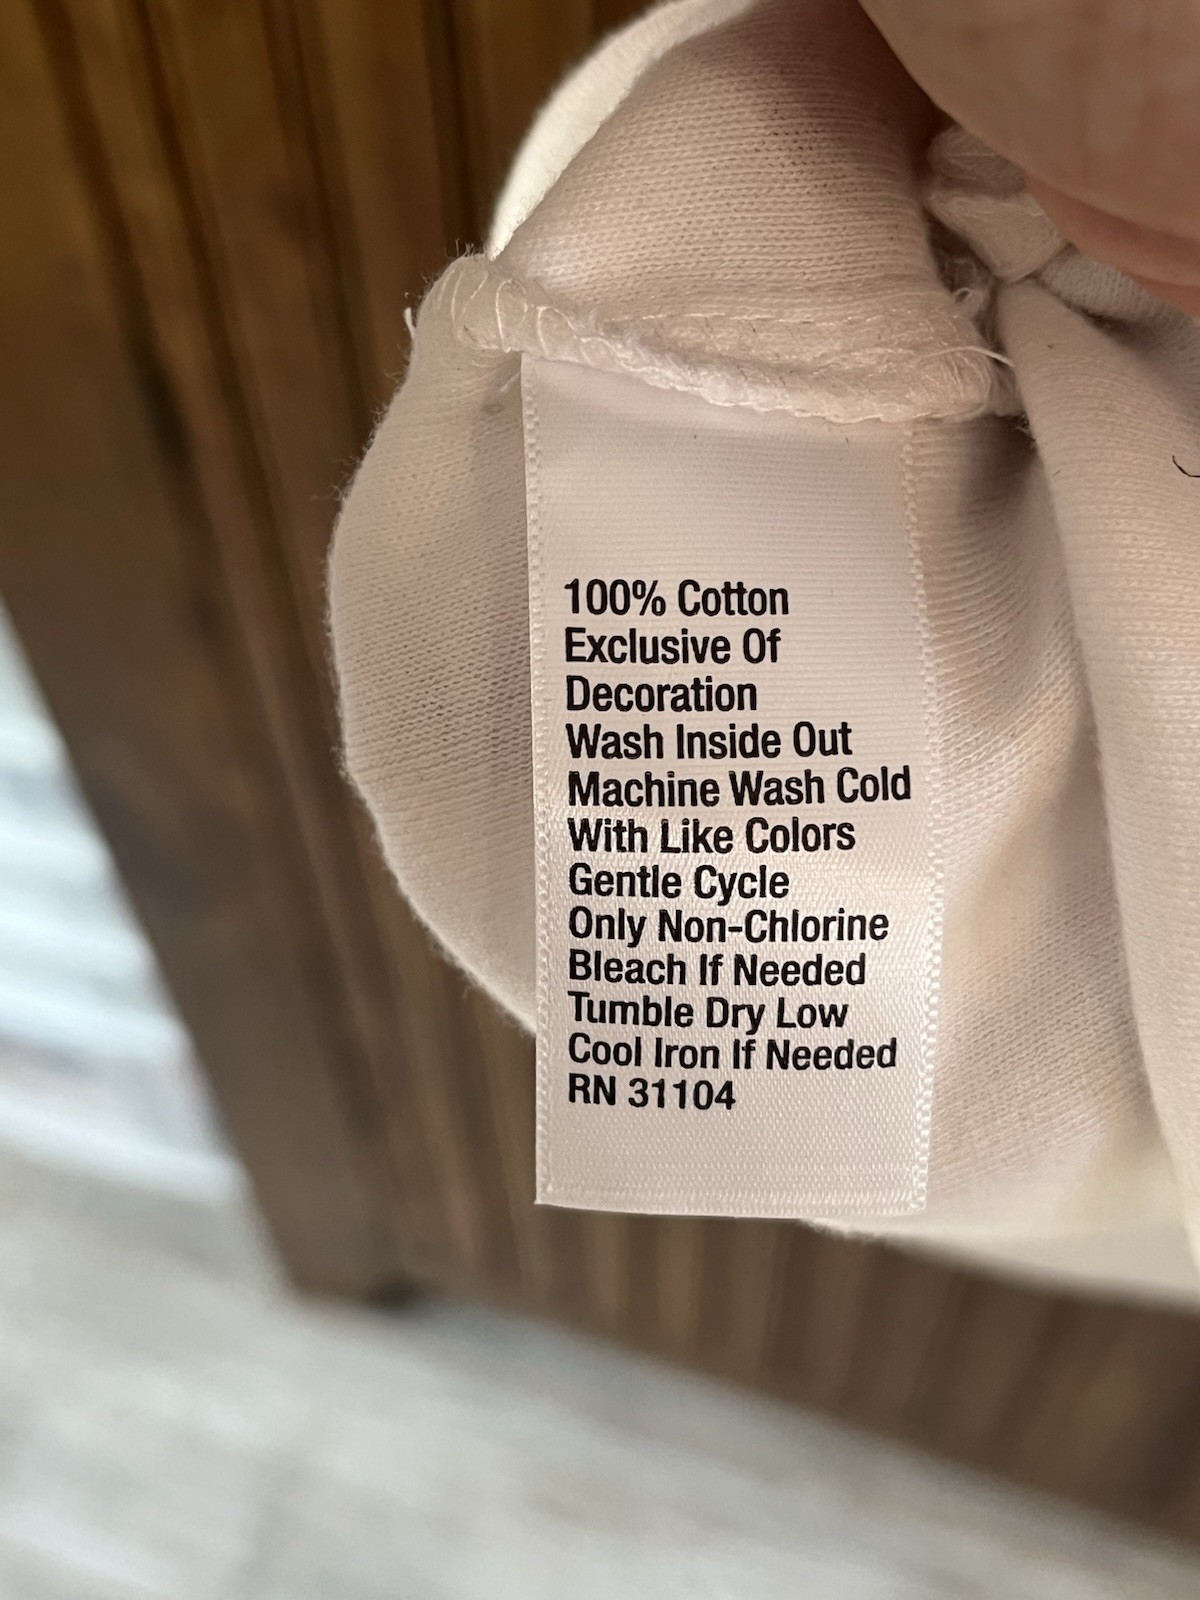 100% Cotton
Exclusive Of
Decoration
Wash Inside Out
Machine Wash Cold
With Like Colors
Gentle Cycle
Only Non-Chlorine
Bleach If Needed
Tumble Dry Low
Cool Iron If Needed
RN 31104